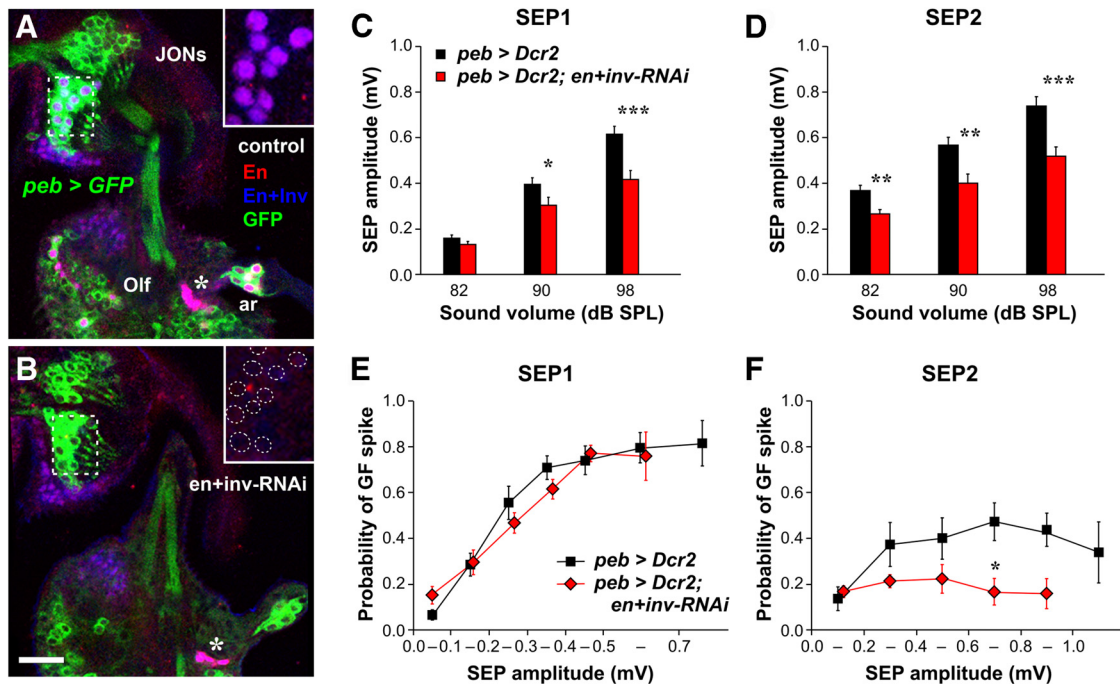 A
JONs
control
En
En+Inv
GFP
peb > GFP
Olf
*
ar
B
en+inv-RNAi
*
C
SEP1
peb > Dcr2
peb > Dcr2; en+inv-RNAi
SEP amplitude (mV)
1.0
0.8
0.6
0.4
0.2
0.0
*
***
82 90 98
Sound volume (dB SPL)
D
SEP2
SEP amplitude (mV)
1.0
0.8
0.6
0.4
0.2
0.0
**
**
***
82 90 98
Sound volume (dB SPL)
E
SEP1
Probability of GF spike
1.0
0.8
0.6
0.4
0.2
0.0
peb > Dcr2
peb > Dcr2;
en+inv-RNAi
0.0 – 0.1 – 0.2 – 0.3 – 0.4 – 0.5 – 0.7
SEP amplitude (mV)
F
SEP2
Probability of GF spike
1.0
0.8
0.6
0.4
0.2
0.0
*
0.0 – 0.2 – 0.4 – 0.6 – 0.8 – 1.0 –
SEP amplitude (mV)